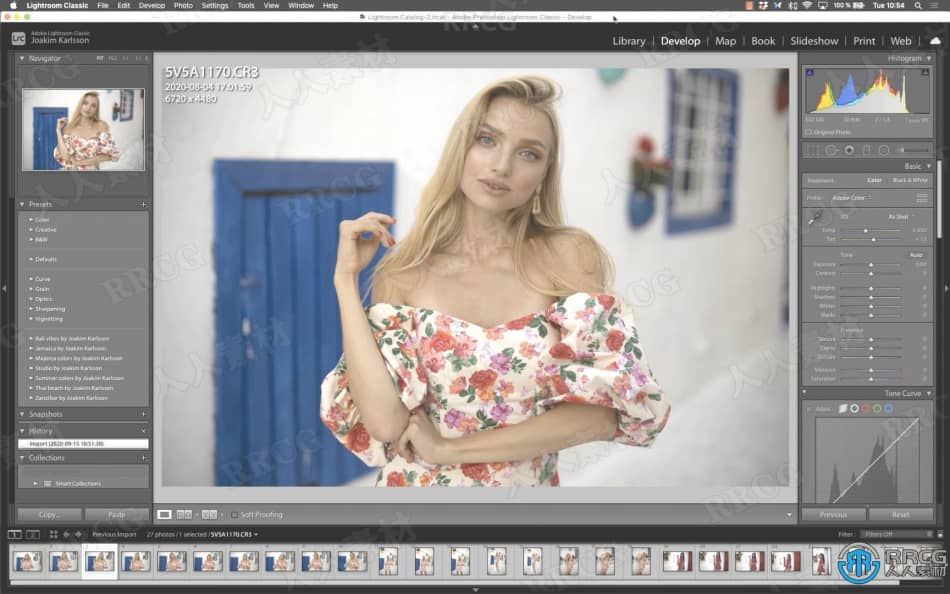 Lightroom Classic File Edit Develop Photo Settings Tools View Window Help
100% Tue 10:54
Lightroom Catalog-2.lrcat - Adobe Photoshop Lightroom Classic - Develop
LrC
Adobe Lightroom Classic
Joakim Karlsson
Library | Develop | Map | Book | Slideshow | Print | Web
Navigator
FIT
Histogram
5V5A1170.CR3
2020-08-04 17.01:59
6720 x 4480
Original Photo
Basic
Treatment: Color Black & White
Profile: Adobe Color
WB: As Shot
Temp
Tint
Tone Auto
Exposure
Contrast
Highlights
Shadows
Whites
Blacks
Presence
Texture
Clarity
Dehaze
Vibrance
Saturation
Tone Curve
Adjust:
Presets
Color
Creative
B&W
Defaults
Curve
Grain
Optics
Sharpening
Vignetting
Bali vibes by Joakim Karlsson
Jamaica by Joakim Karlsson
Majorca colors by Joakim Karlsson
Studio by Joakim Karlsson
Summer colors by Joakim Karlsson
Thai beach by Joakim Karlsson
Zanzibar by Joakim Karlsson
Snapshots
History
Import (2020-09-15 10:51:30)
Collections
Smart Collections
Copy... Paste
Soft Proofing
Previous Reset
Previous Import 27 photos / 1 selected / 5V5A1170.CR3
Filter: Filters Off
RRCG
人人素材